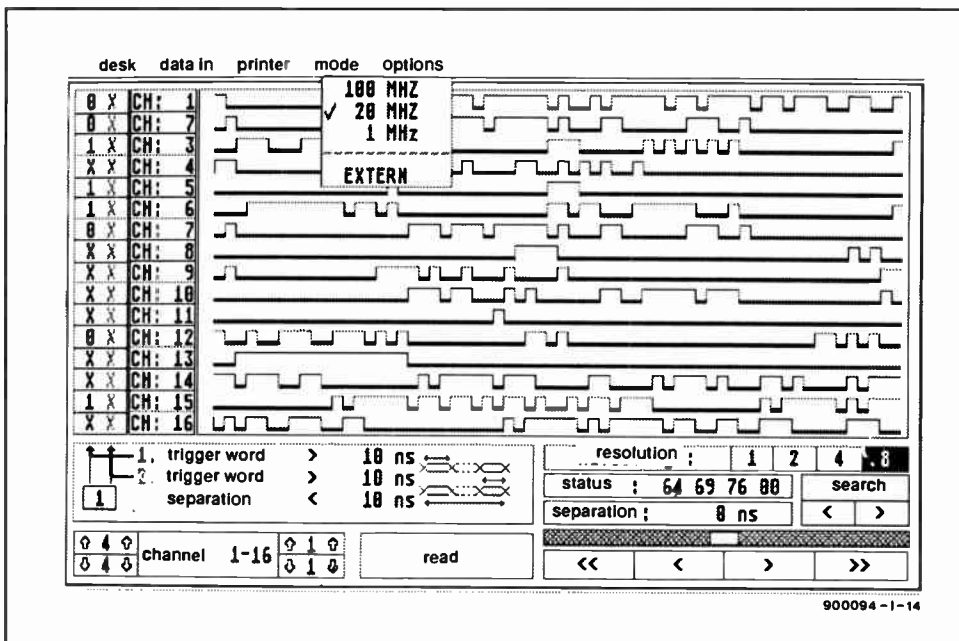 desk data in printer mode options
100 MHZ
✓ 20 MHZ
1 MHz
EXTERN
0 X CH: 1
0 X CH: 7
1 X CH: 3
X X CH: 4
1 X CH: 5
1 X CH: 6
0 X CH: 7
X X CH: 8
X X CH: 9
X X CH: 10
X X CH: 11
0 X CH: 12
X X CH: 13
X X CH: 14
1 X CH: 15
X X CH: 16
1. trigger word > 10 ns
2. trigger word > 10 ns
1 separation < 10 ns
resolution : 1 2 4 8
status : 64 69 76 80
search
separation : 0 ns
< >
4 channel 1-16 1
4 1
read
<< < > >>
900094-I-14